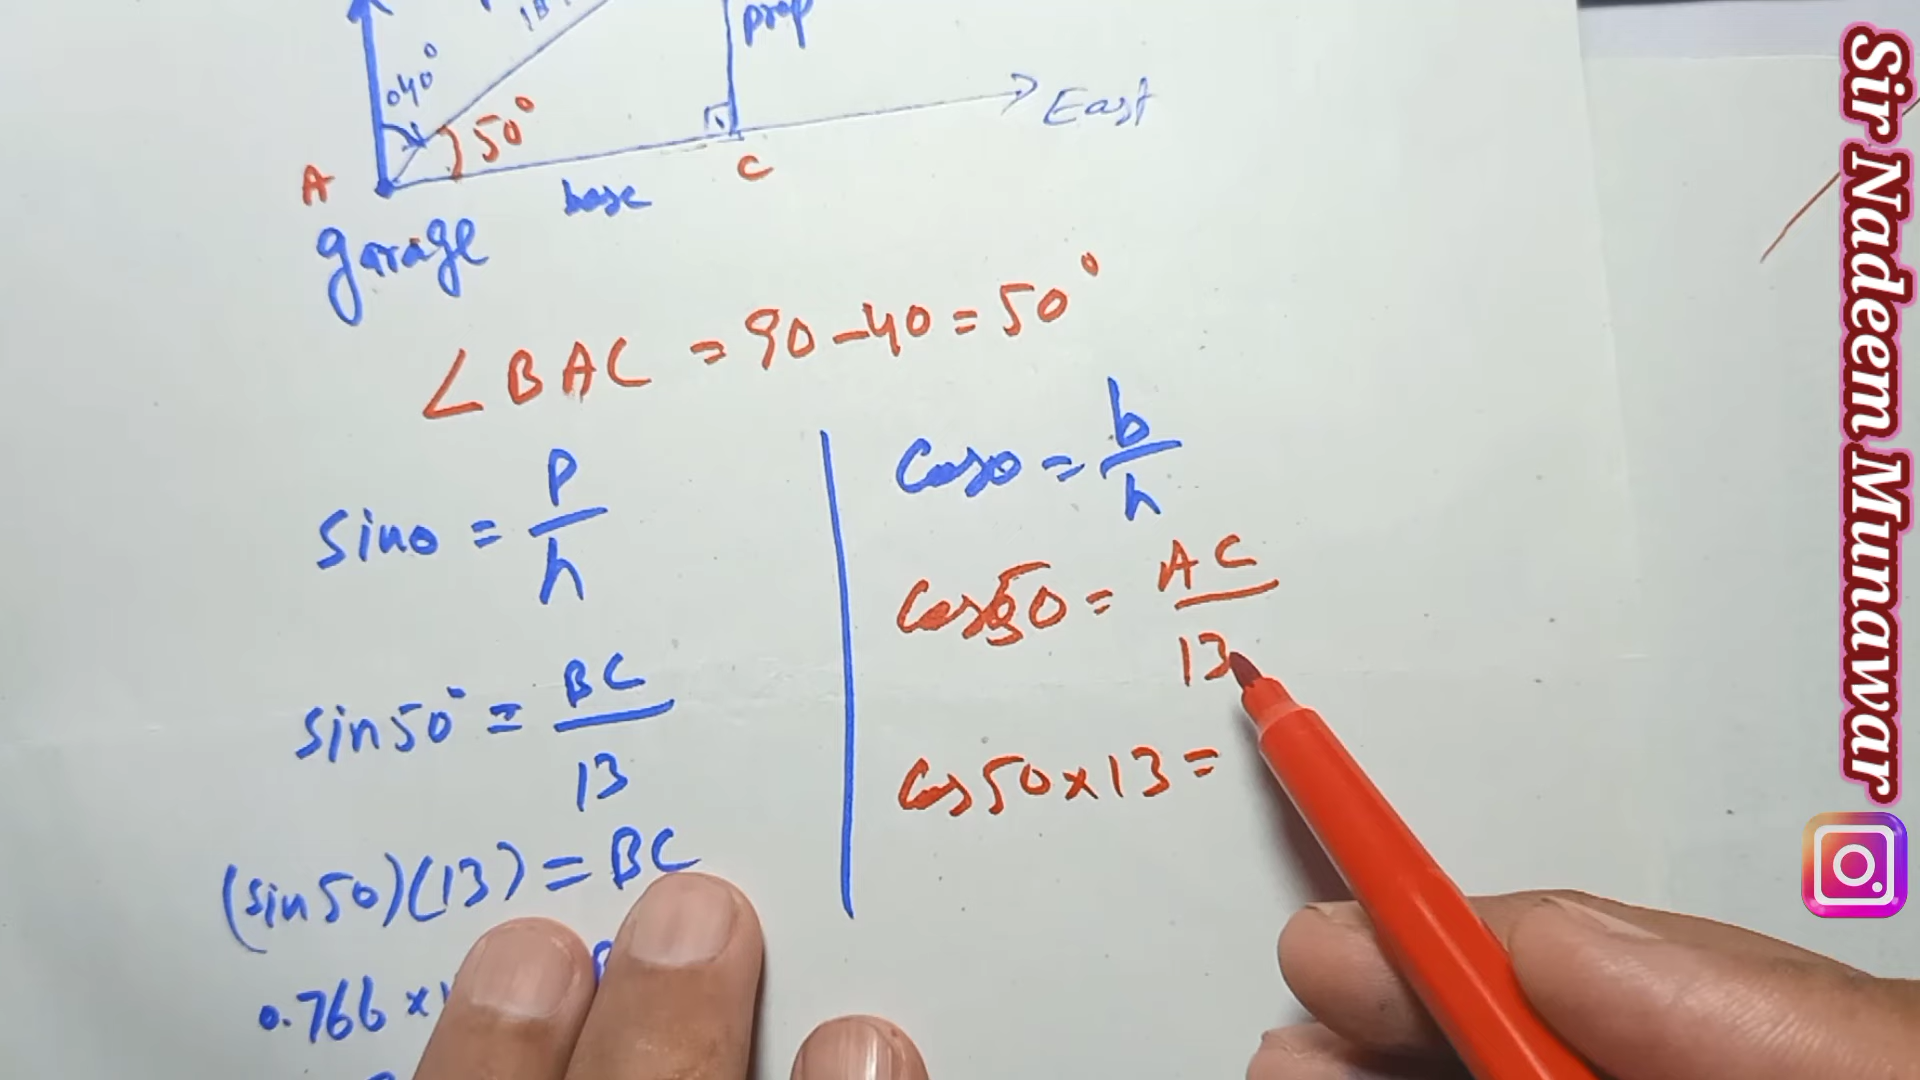 prep
040°
50°
East
A
C
base
garage
∠BAC = 90-40 = 50°
sinθ = P/h
sin50° = BC/13
(sin50)(13) = BC
0.766 ×
cosθ = b/h
cos50 = AC/13
cos50×13 =
Sir Nadeem Munawar